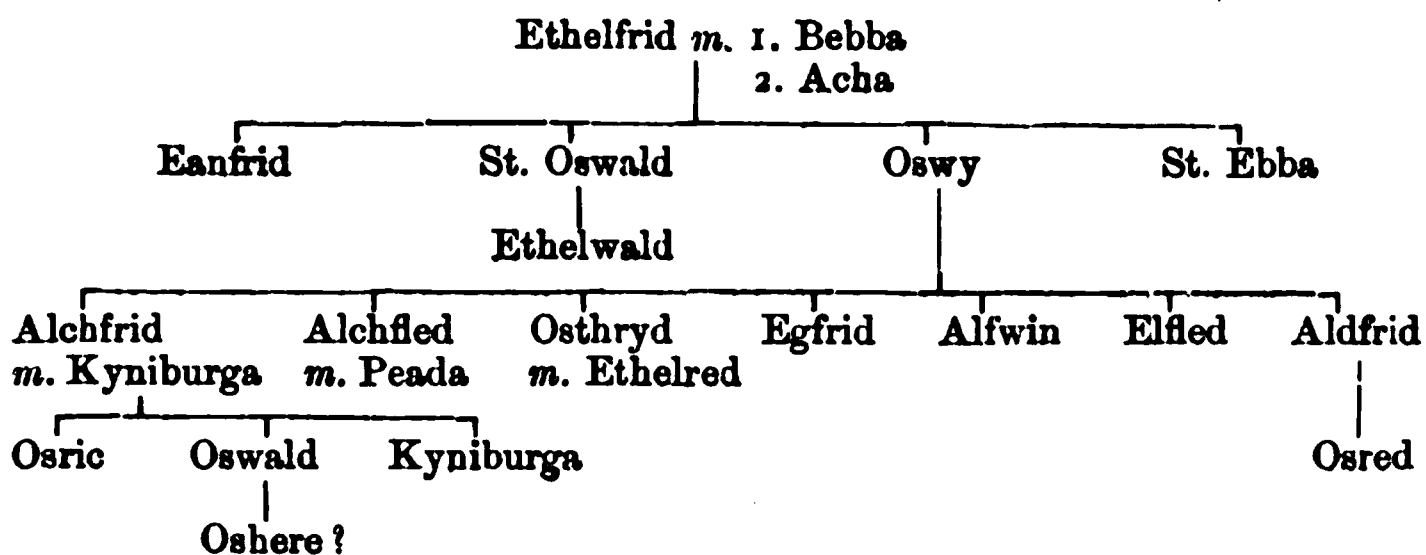 Ethelfrid m. 1. Bebba
2. Acha
Eanfrid St. Oswald Oswy St. Ebba
Ethelwald
Alchfrid Alchfled Osthryd Egfrid Alfwin Elfled Aldfrid
m. Kyniburga m. Peada m. Ethelred
Osric Oswald Kyniburga Osred
Oshere?